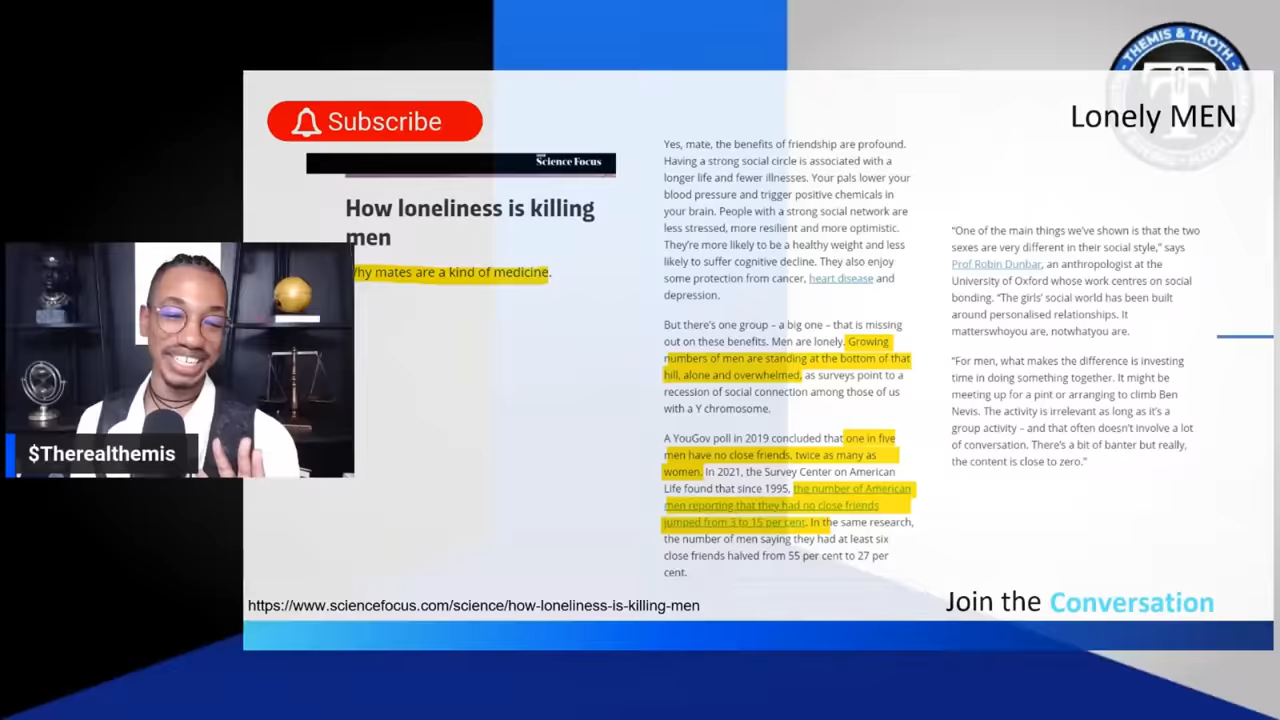 THEMIS & THOTH
Lonely MEN
Subscribe
Science Focus
How loneliness is killing
men
hy mates are a kind of medicine.
$Therealthemis
Yes, mate, the benefits of friendship are profound.
Having a strong social circle is associated with a
longer life and fewer illnesses. Your pals lower your
blood pressure and trigger positive chemicals in
your brain. People with a strong social network are
less stressed, more resilient and more optimistic.
They're more likely to be a healthy weight and less
likely to suffer cognitive decline. They also enjoy
some protection from cancer, heart disease and
depression.
But there's one group – a big one – that is missing
out on these benefits. Men are lonely. Growing
numbers of men are standing at the bottom of that
hill, alone and overwhelmed, as surveys point to a
recession of social connection among those of us
with a Y chromosome.
A YouGov poll in 2019 concluded that one in five
men have no close friends, twice as many as
women. In 2021, the Survey Center on American
Life found that since 1995, the number of American
men reporting that they had no close friends
jumped from 3 to 15 per cent. In the same research,
the number of men saying they had at least six
close friends halved from 55 per cent to 27 per
cent.
“One of the main things we've shown is that the two
sexes are very different in their social style,” says
Prof Robin Dunbar, an anthropologist at the
University of Oxford whose work centres on social
bonding. “The girls' social world has been built
around personalised relationships. It
matterswhoyou are, notwhatyou are.
“For men, what makes the difference is investing
time in doing something together. It might be
meeting up for a pint or arranging to climb Ben
Nevis. The activity is irrelevant as long as it's a
group activity – and that often doesn't involve a lot
of conversation. There's a bit of banter but really,
the content is close to zero.”
https://www.sciencefocus.com/science/how-loneliness-is-killing-men
Join the Conversation